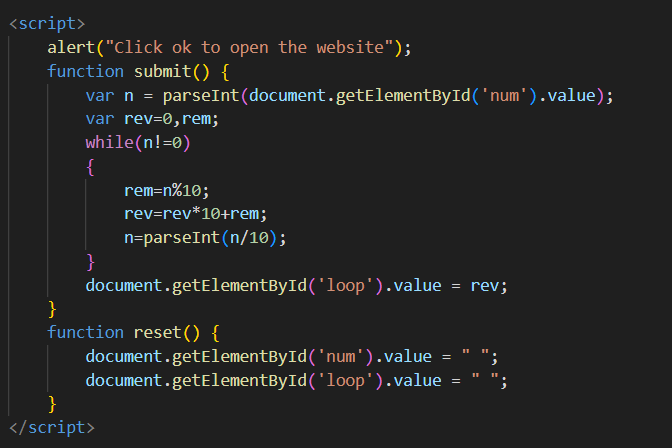 <script>
alert("Click ok to open the website");
function submit() {
var n = parseInt(document.getElementById('num').value);
var rev=0,rem;
while(n!=0)
{
rem=n%10;
rev=rev*10+rem;
n=parseInt(n/10);
}
document.getElementById('loop').value = rev;
}
function reset() {
document.getElementById('num').value = " ";
document.getElementById('loop').value = " ";
}
</script>